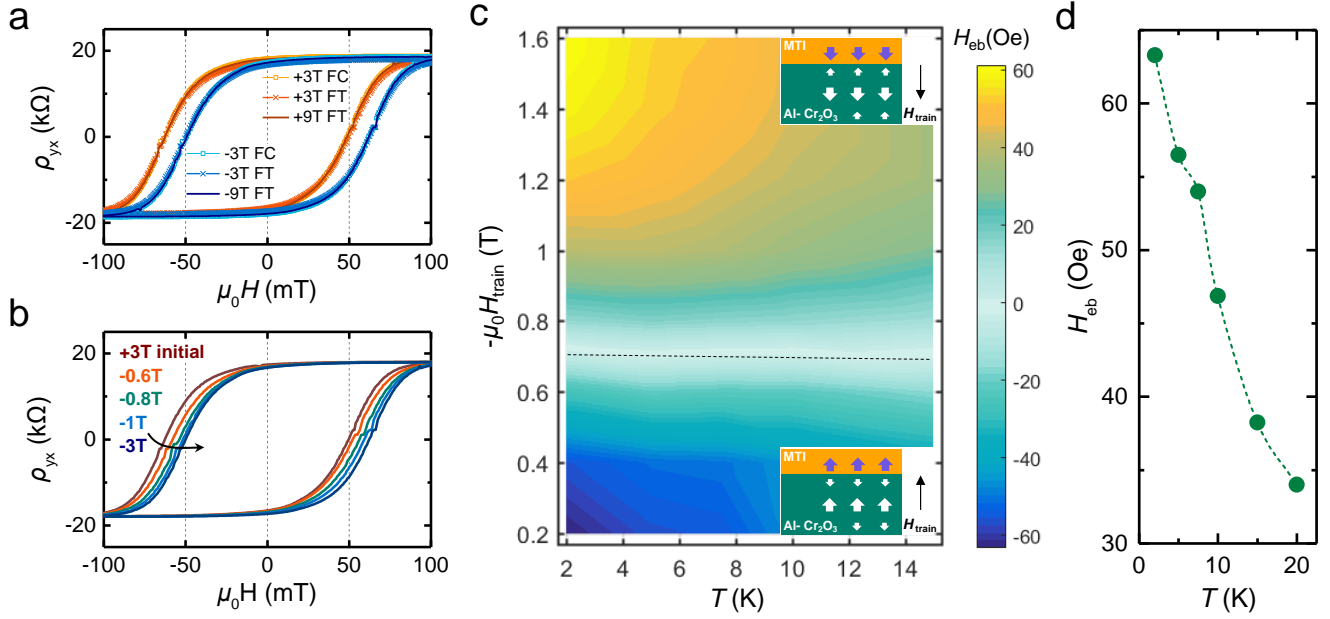 a
20
0
-20
ρyx (kΩ)
+3T FC
+3T FT
+9T FT
-3T FC
-3T FT
-9T FT
-100 -50 0 50 100
μ0H (mT)
b
20
0
-20
ρyx (kΩ)
+3T initial
-0.6T
-0.8T
-1T
-3T
-100 -50 0 50 100
μ0H (mT)
c
1.6
1.4
1.2
1
0.8
0.6
0.4
0.2
-μ0Htrain (T)
MTI
Al- Cr2O3
Htrain
MTI
Al- Cr2O3
Htrain
2 4 6 8 10 12 14
T (K)
Heb(Oe)
60
40
20
0
-20
-40
-60
d
60
50
40
30
Heb (Oe)
0 5 10 15 20
T (K)